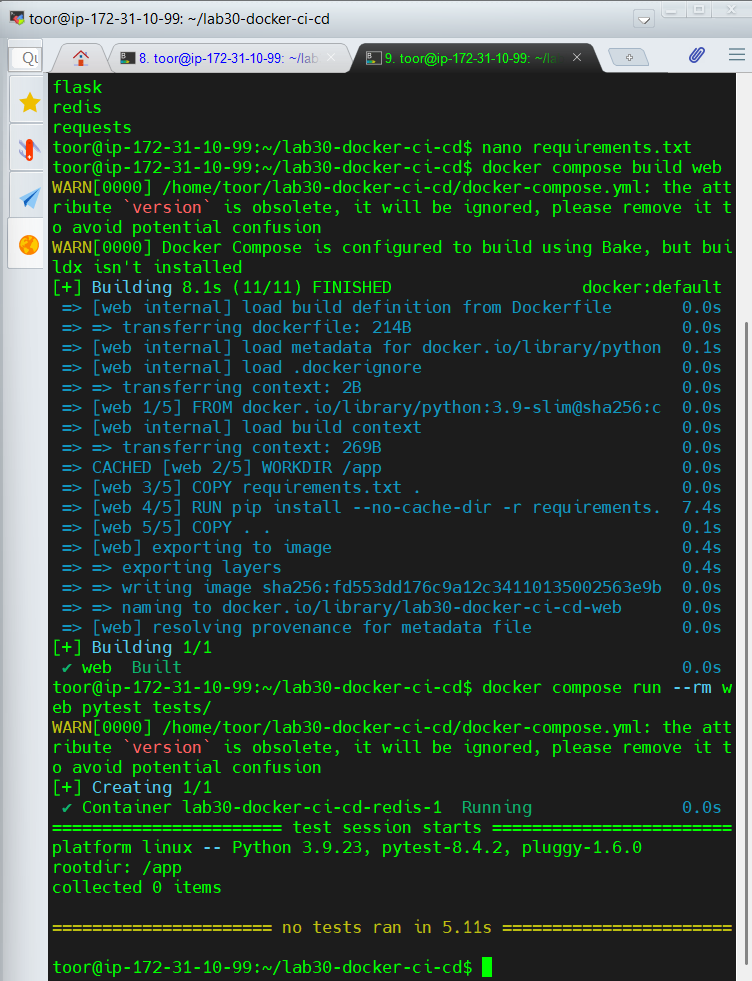 toor@ip-172-31-10-99: ~/lab30-docker-ci-cd
Qu
8. toor@ip-172-31-10-99: ~/lab
9. toor@ip-172-31-10-99: ~/la
flask
redis
requests
toor@ip-172-31-10-99:~/lab30-docker-ci-cd$ nano requirements.txt
toor@ip-172-31-10-99:~/lab30-docker-ci-cd$ docker compose build web
WARN[0000] /home/toor/lab30-docker-ci-cd/docker-compose.yml: the att
ribute `version` is obsolete, it will be ignored, please remove it t
o avoid potential confusion
WARN[0000] Docker Compose is configured to build using Bake, but bui
ldx isn't installed
[+] Building 8.1s (11/11) FINISHED docker:default
=> [web internal] load build definition from Dockerfile 0.0s
=> => transferring dockerfile: 214B 0.0s
=> [web internal] load metadata for docker.io/library/python 0.1s
=> [web internal] load .dockerignore 0.0s
=> => transferring context: 2B 0.0s
=> [web 1/5] FROM docker.io/library/python:3.9-slim@sha256:c 0.0s
=> [web internal] load build context 0.0s
=> => transferring context: 269B 0.0s
=> CACHED [web 2/5] WORKDIR /app 0.0s
=> [web 3/5] COPY requirements.txt . 0.0s
=> [web 4/5] RUN pip install --no-cache-dir -r requirements. 7.4s
=> [web 5/5] COPY . . 0.1s
=> [web] exporting to image 0.4s
=> => exporting layers 0.4s
=> => writing image sha256:fd553dd176c9a12c34110135002563e9b 0.0s
=> => naming to docker.io/library/lab30-docker-ci-cd-web 0.0s
=> [web] resolving provenance for metadata file 0.0s
[+] Building 1/1
✔ web Built 0.0s
toor@ip-172-31-10-99:~/lab30-docker-ci-cd$ docker compose run --rm w
eb pytest tests/
WARN[0000] /home/toor/lab30-docker-ci-cd/docker-compose.yml: the att
ribute `version` is obsolete, it will be ignored, please remove it t
o avoid potential confusion
[+] Creating 1/1
✔ Container lab30-docker-ci-cd-redis-1 Running 0.0s
======================= test session starts ========================
platform linux -- Python 3.9.23, pytest-8.4.2, pluggy-1.6.0
rootdir: /app
collected 0 items
====================== no tests ran in 5.11s =======================
toor@ip-172-31-10-99:~/lab30-docker-ci-cd$